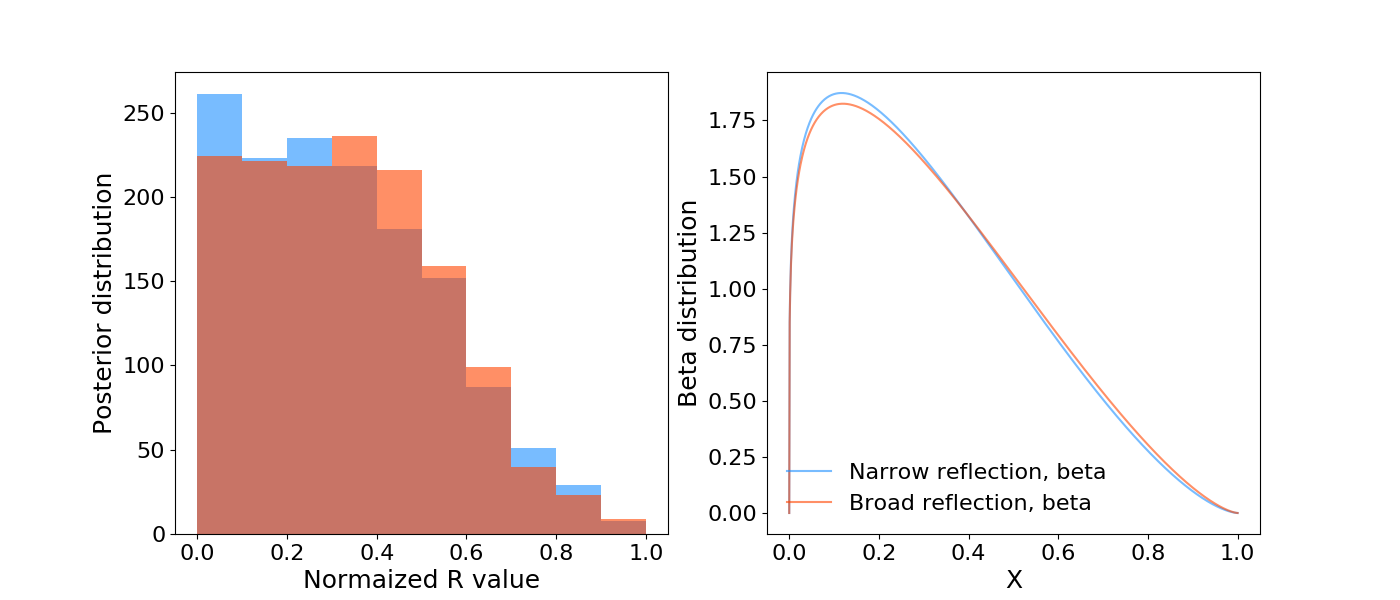 Posterior distribution
250
200
150
100
50
0
0.0 0.2 0.4 0.6 0.8 1.0
Normaized R value
Beta distribution
1.75
1.50
1.25
1.00
0.75
0.50
0.25
0.00
Narrow reflection, beta
Broad reflection, beta
0.0 0.2 0.4 0.6 0.8 1.0
X